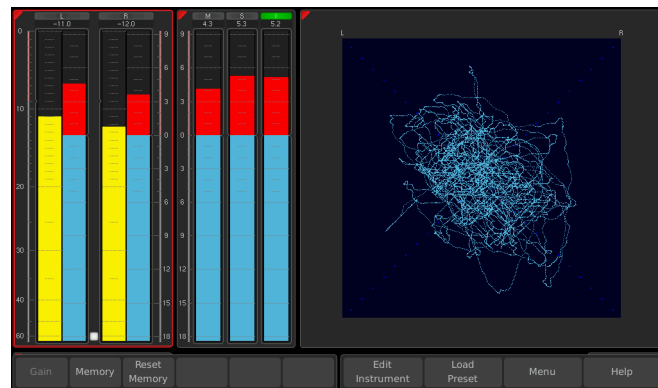 L R
-11.0 -12.0
M S
4.3 5.3 5.2
L R
0 9 9
6 6
10 3 3
0 0
3 3
20
6 6
30 9 9
12 12
40
15 15
60 18 18
Gain
Memory
Reset
Memory
Edit
Instrument
Load
Preset
Menu
Help